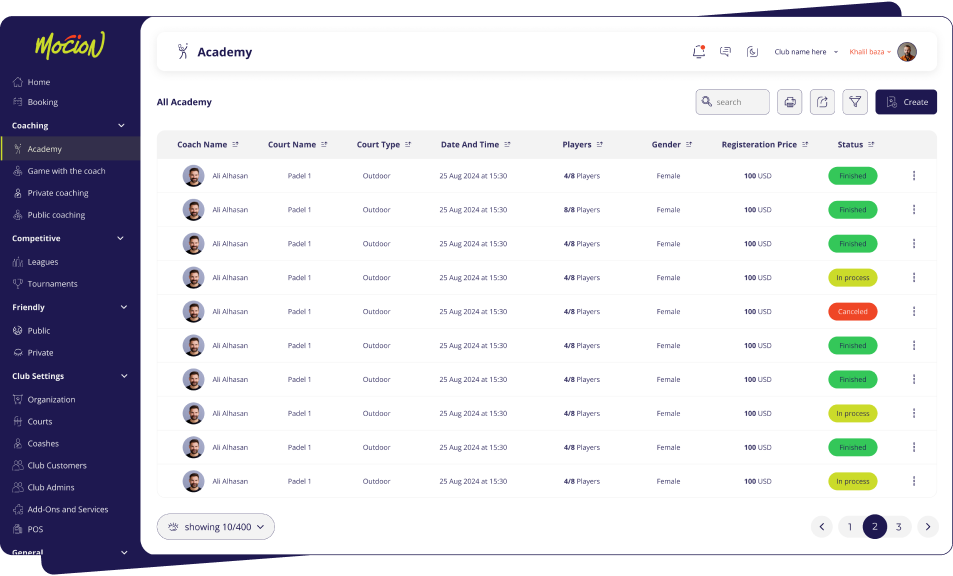 Mocion
Home
Booking
Coaching
Academy
Game with the coach
Private coaching
Public coaching
Competitive
Leagues
Tournaments
Friendly
Public
Private
Club Settings
Organization
Courts
Coashes
Club Customers
Club Admins
Add-Ons and Services
POS
General
Academy
Club name here
Khalil baza
All Academy
search
Create
Coach Name Court Name Court Type Date And Time Players Gender Registeration Price Status
Ali Alhasan Padel 1 Outdoor 25 Aug 2024 at 15:30 4/8 Players Female 100 USD Finished
Ali Alhasan Padel 1 Outdoor 25 Aug 2024 at 15:30 8/8 Players Female 100 USD Finished
Ali Alhasan Padel 1 Outdoor 25 Aug 2024 at 15:30 4/8 Players Female 100 USD Finished
Ali Alhasan Padel 1 Outdoor 25 Aug 2024 at 15:30 4/8 Players Female 100 USD In process
Ali Alhasan Padel 1 Outdoor 25 Aug 2024 at 15:30 4/8 Players Female 100 USD Canceled
Ali Alhasan Padel 1 Outdoor 25 Aug 2024 at 15:30 4/8 Players Female 100 USD Finished
Ali Alhasan Padel 1 Outdoor 25 Aug 2024 at 15:30 4/8 Players Female 100 USD Finished
Ali Alhasan Padel 1 Outdoor 25 Aug 2024 at 15:30 4/8 Players Female 100 USD In process
Ali Alhasan Padel 1 Outdoor 25 Aug 2024 at 15:30 4/8 Players Female 100 USD Finished
Ali Alhasan Padel 1 Outdoor 25 Aug 2024 at 15:30 4/8 Players Female 100 USD In process
showing 10/400
1 2 3